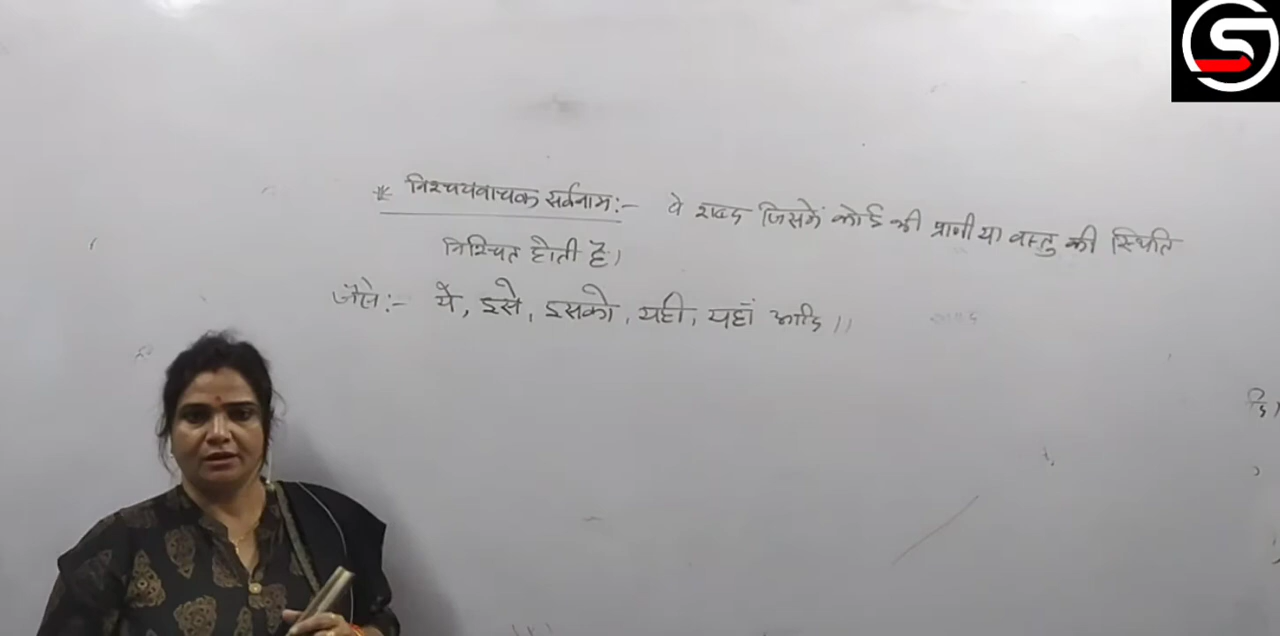 * निश्चयवाचक सर्वनाम:- वे शब्द जिसमें कोई भी प्राणी या वस्तु की स्थिति
निश्चित होती है।
जैसे:- ये, इसे, इसको, यही, यहाँ आदि।।